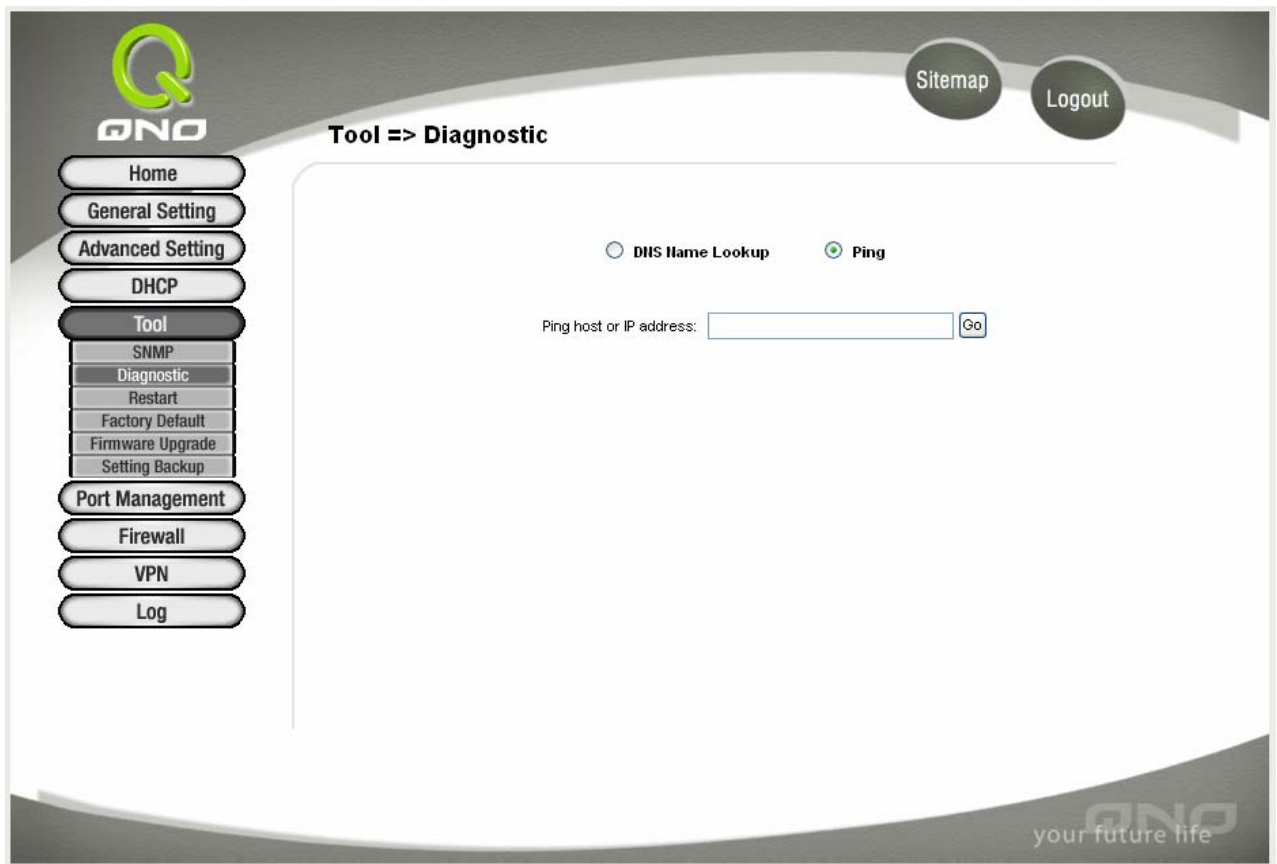 QNO
Sitemap
Logout
Tool => Diagnostic
Home
General Setting
Advanced Setting
DHCP
Tool
SNMP
Diagnostic
Restart
Factory Default
Firmware Upgrade
Setting Backup
Port Management
Firewall
VPN
Log
DNS Name Lookup
Ping
Ping host or IP address:
Go
QNO
your future life